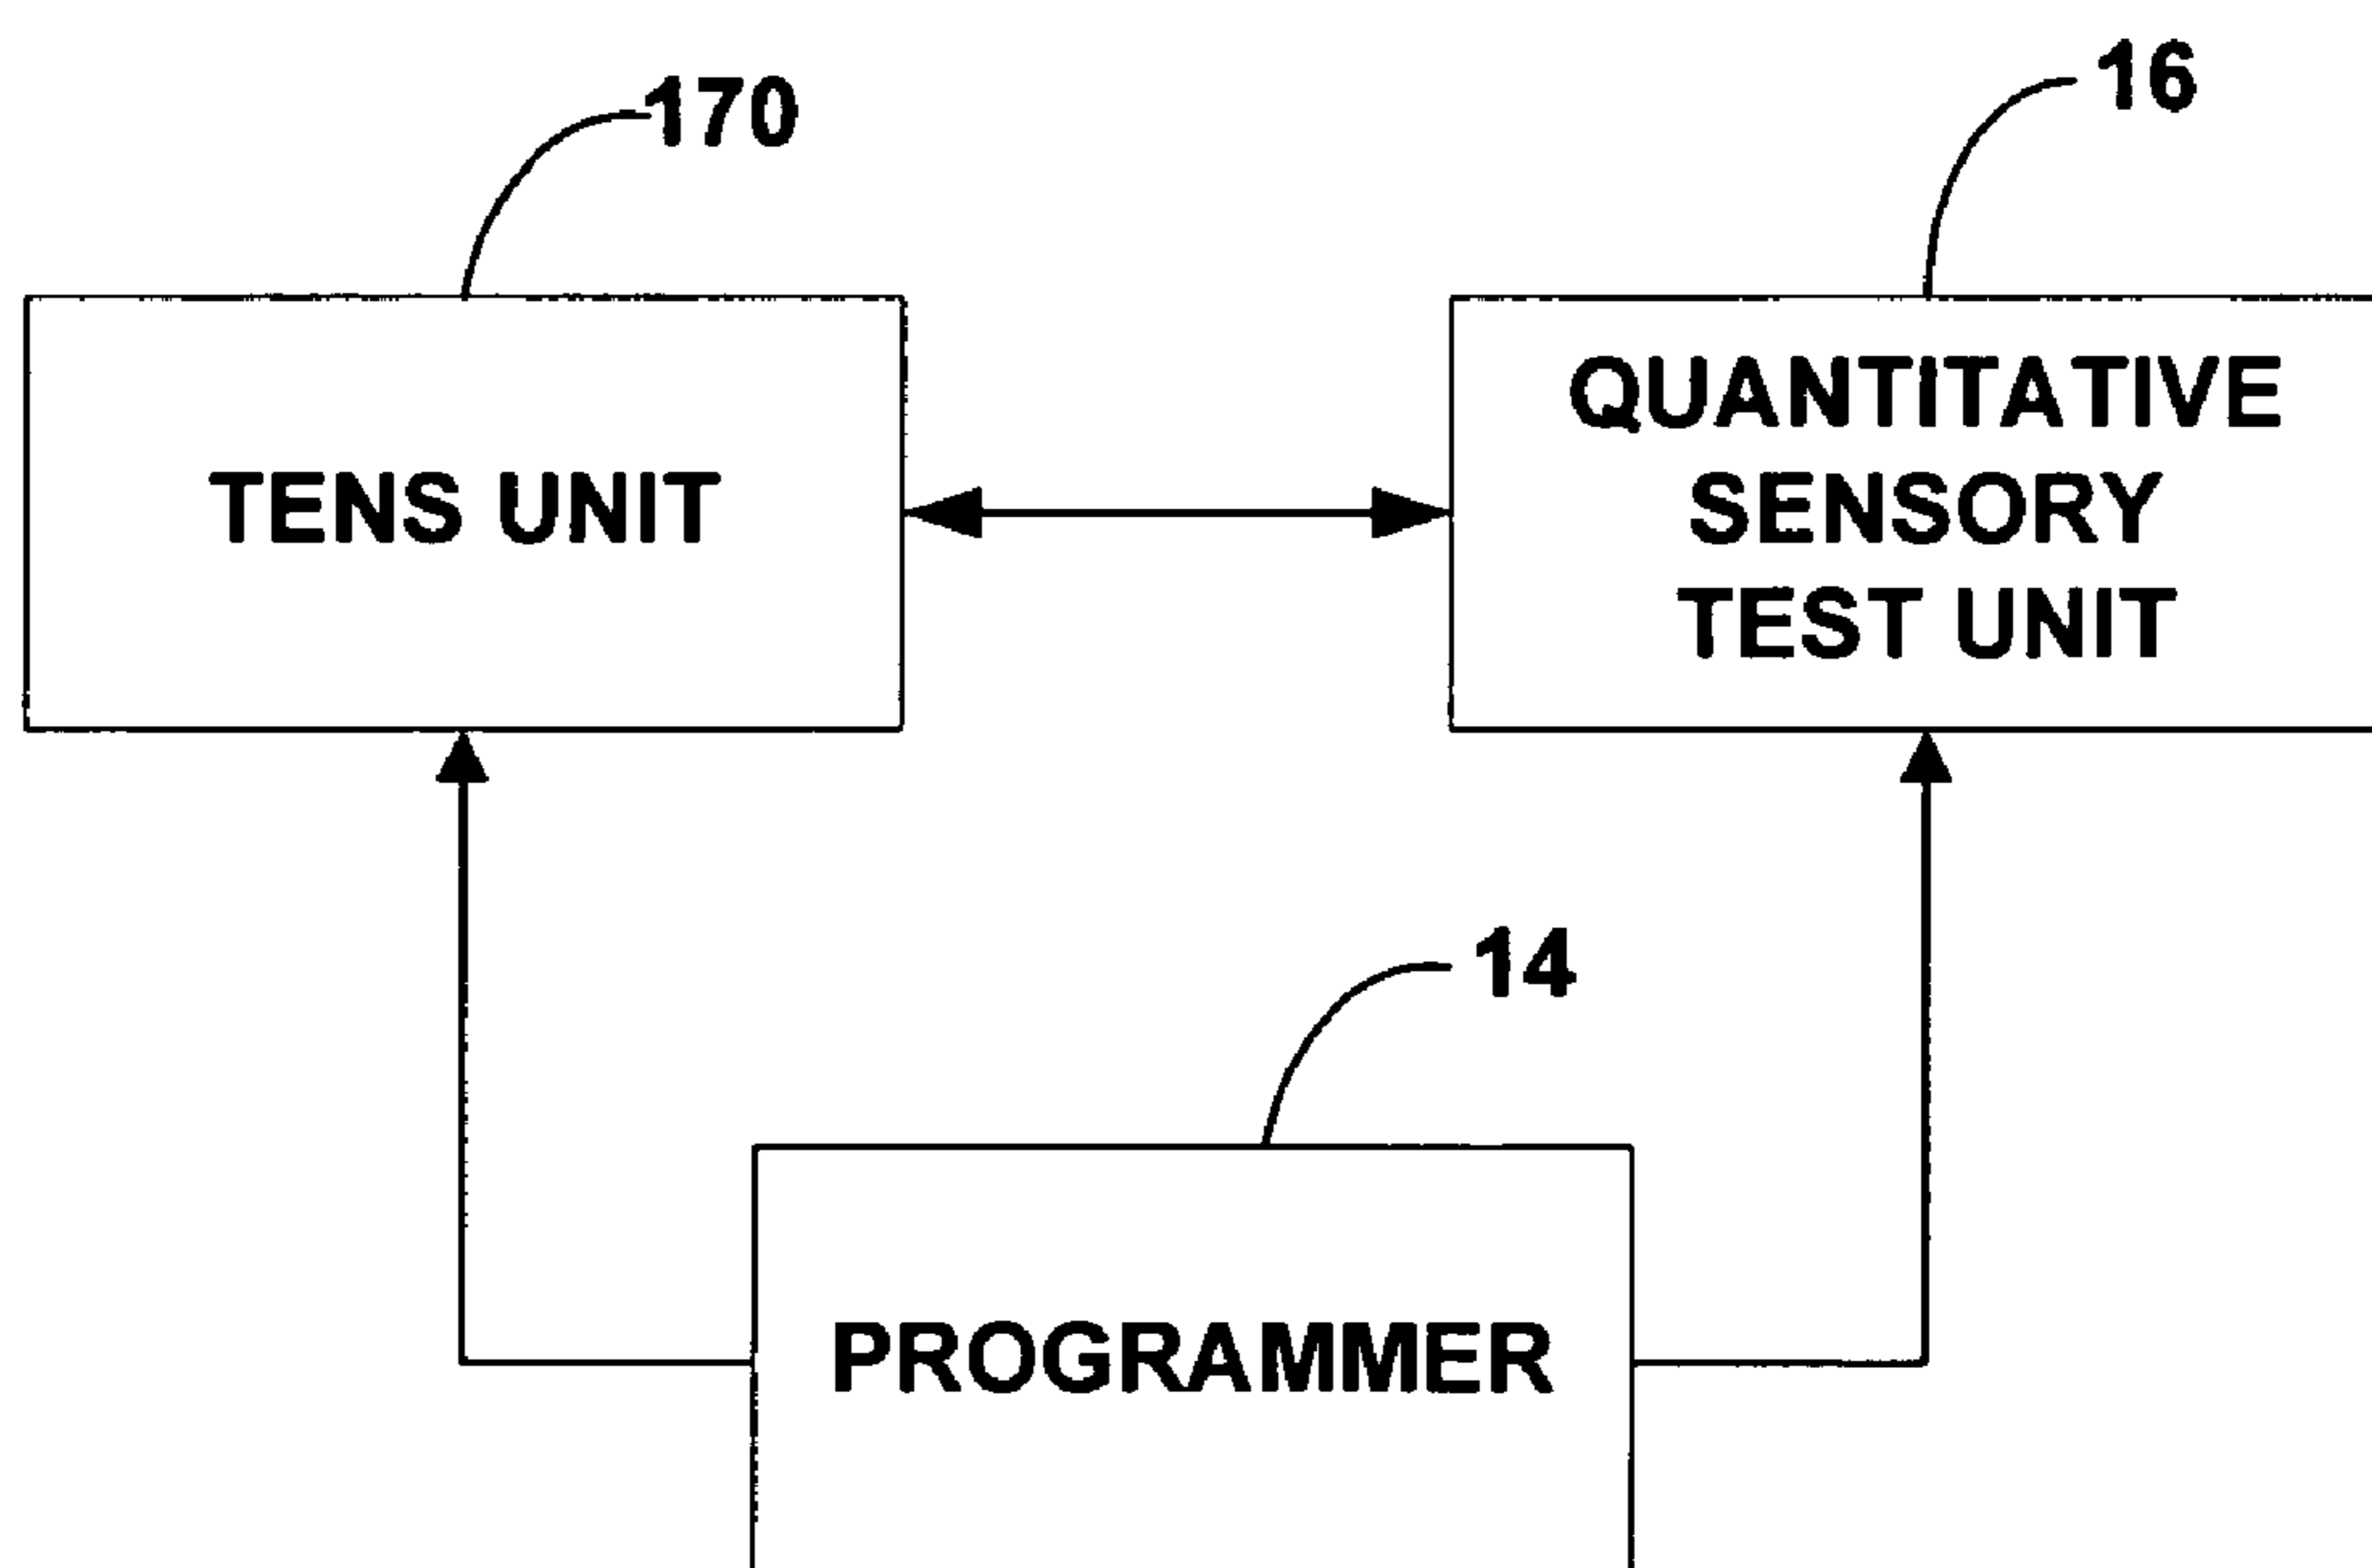 170
16
TENS UNIT
QUANTITATIVE
SENSORY
TEST UNIT
14
PROGRAMMER